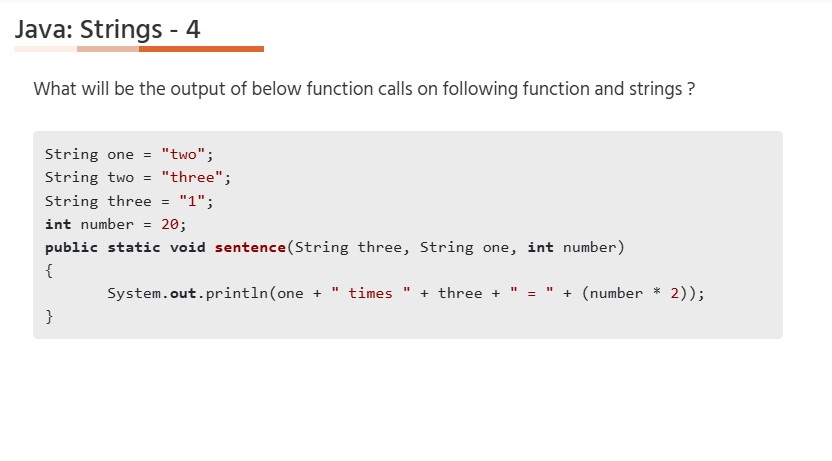 Java: Strings - 4
What will be the output of below function calls on following function and strings ?
String one = "two";
String two = "three";
String three = "1";
int number = 20;
public static void sentence(String three, String one, int number)
{
System.out.println(one + " times " + three + " = " + (number * 2));
}